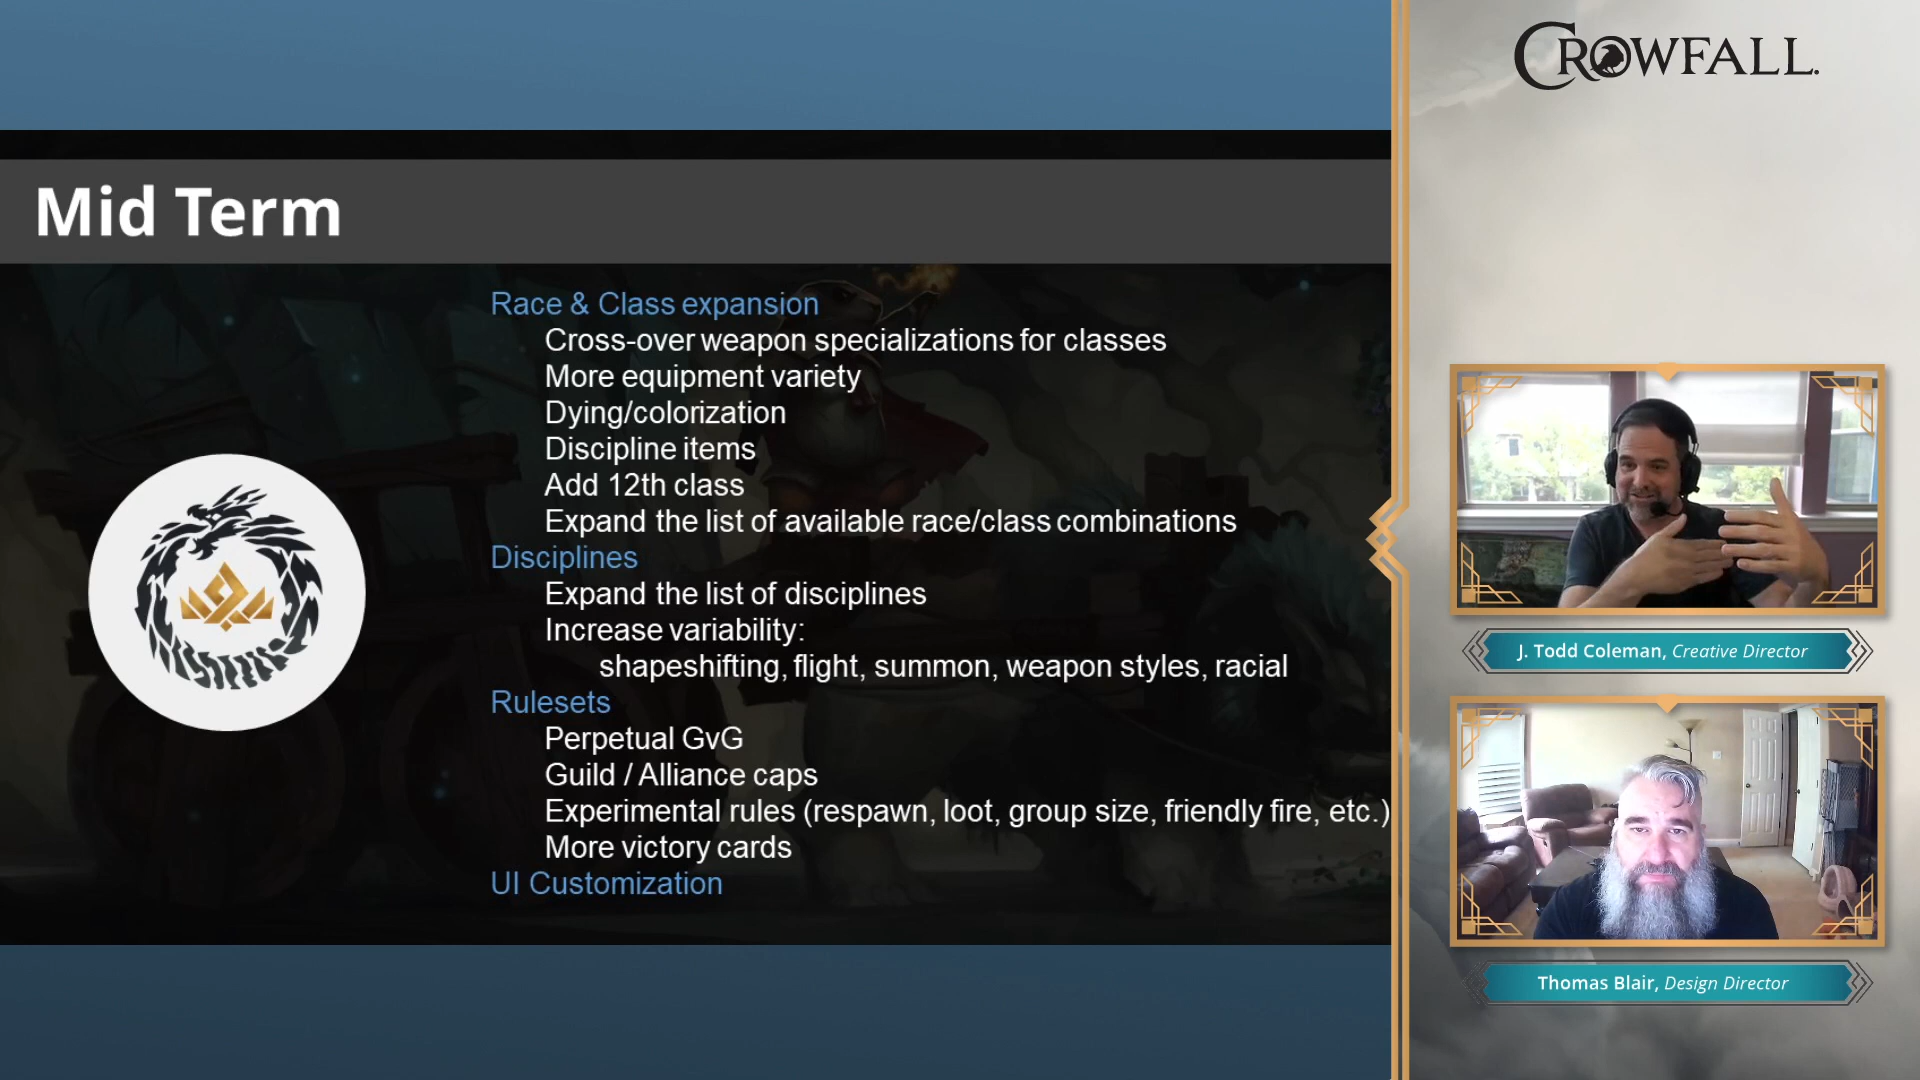 Mid Term
Race & Class expansion
Cross-over weapon specializations for classes
More equipment variety
Dying/colorization
Discipline items
Add 12th class
Expand the list of available race/class combinations
Disciplines
Expand the list of disciplines
Increase variability:
shapeshifting, flight, summon, weapon styles, racial
Rulesets
Perpetual GvG
Guild / Alliance caps
Experimental rules (respawn, loot, group size, friendly fire, etc.)
More victory cards
UI Customization
CROWFALL.
J. Todd Coleman, Creative Director
Thomas Blair, Design Director